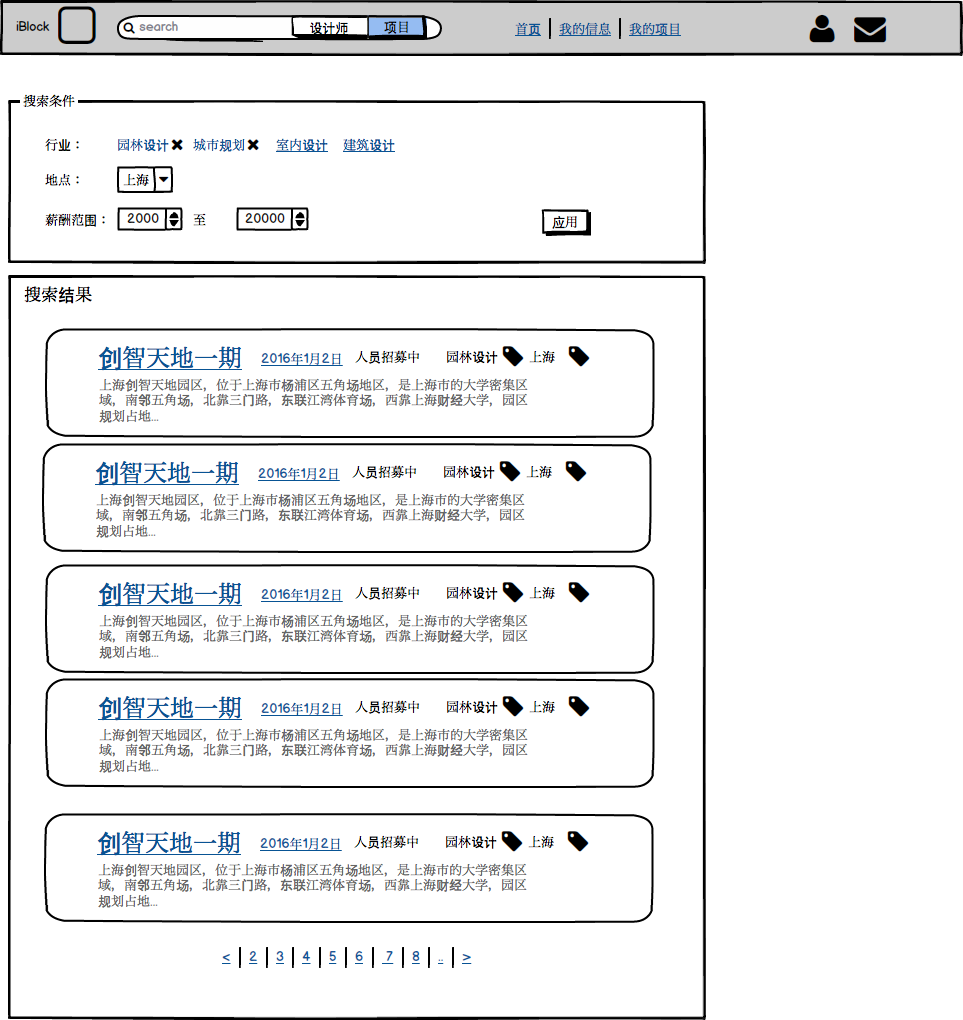 iBlock search 设计师 项目 首页 我的信息 我的项目
搜索条件
行业： 园林设计 城市规划 室内设计 建筑设计
地点： 上海
薪酬范围： 2000 至 20000 应用
搜索结果
创智天地一期 2016年1月2日 人员招募中 园林设计 上海
上海创智天地园区，位于上海市杨浦区五角场地区，是上海市的大学密集区
域，南邻五角场，北靠三门路，东联江湾体育场，西靠上海财经大学，园区
规划占地...
创智天地一期 2016年1月2日 人员招募中 园林设计 上海
上海创智天地园区，位于上海市杨浦区五角场地区，是上海市的大学密集区
域，南邻五角场，北靠三门路，东联江湾体育场，西靠上海财经大学，园区
规划占地...
创智天地一期 2016年1月2日 人员招募中 园林设计 上海
上海创智天地园区，位于上海市杨浦区五角场地区，是上海市的大学密集区
域，南邻五角场，北靠三门路，东联江湾体育场，西靠上海财经大学，园区
规划占地...
创智天地一期 2016年1月2日 人员招募中 园林设计 上海
上海创智天地园区，位于上海市杨浦区五角场地区，是上海市的大学密集区
域，南邻五角场，北靠三门路，东联江湾体育场，西靠上海财经大学，园区
规划占地...
创智天地一期 2016年1月2日 人员招募中 园林设计 上海
上海创智天地园区，位于上海市杨浦区五角场地区，是上海市的大学密集区
域，南邻五角场，北靠三门路，东联江湾体育场，西靠上海财经大学，园区
规划占地...
< 2 3 4 5 6 7 8 .. >